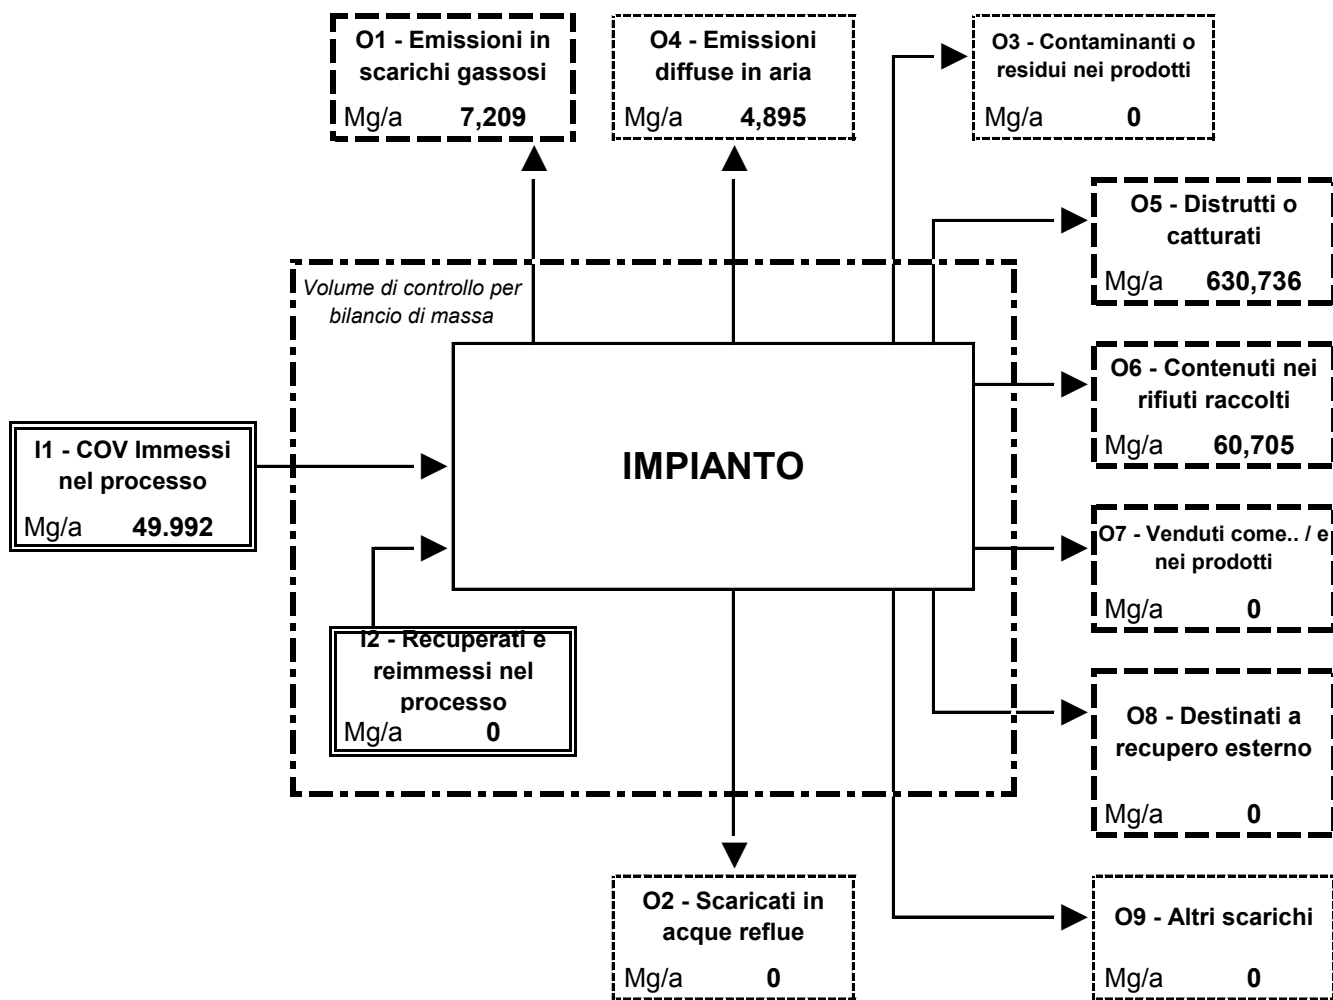 O1 - Emissioni in
scarichi gassosi
Mg/a 7,209
O4 - Emissioni
diffuse in aria
Mg/a 4,895
O3 - Contaminanti o
residui nei prodotti
Mg/a 0
O5 - Distrutti o
catturati
Mg/a 630,736
Volume di controllo per
bilancio di massa
O6 - Contenuti nei
rifiuti raccolti
Mg/a 60,705
I1 - COV Immessi
nel processo
Mg/a 49.992
IMPIANTO
O7 - Venduti come.. / e
nei prodotti
Mg/a 0
I2 - Recuperati e
reimmessi nel
processo
Mg/a 0
O8 - Destinati a
recupero esterno
Mg/a 0
O2 - Scaricati in
acque reflue
Mg/a 0
O9 - Altri scarichi
Mg/a 0